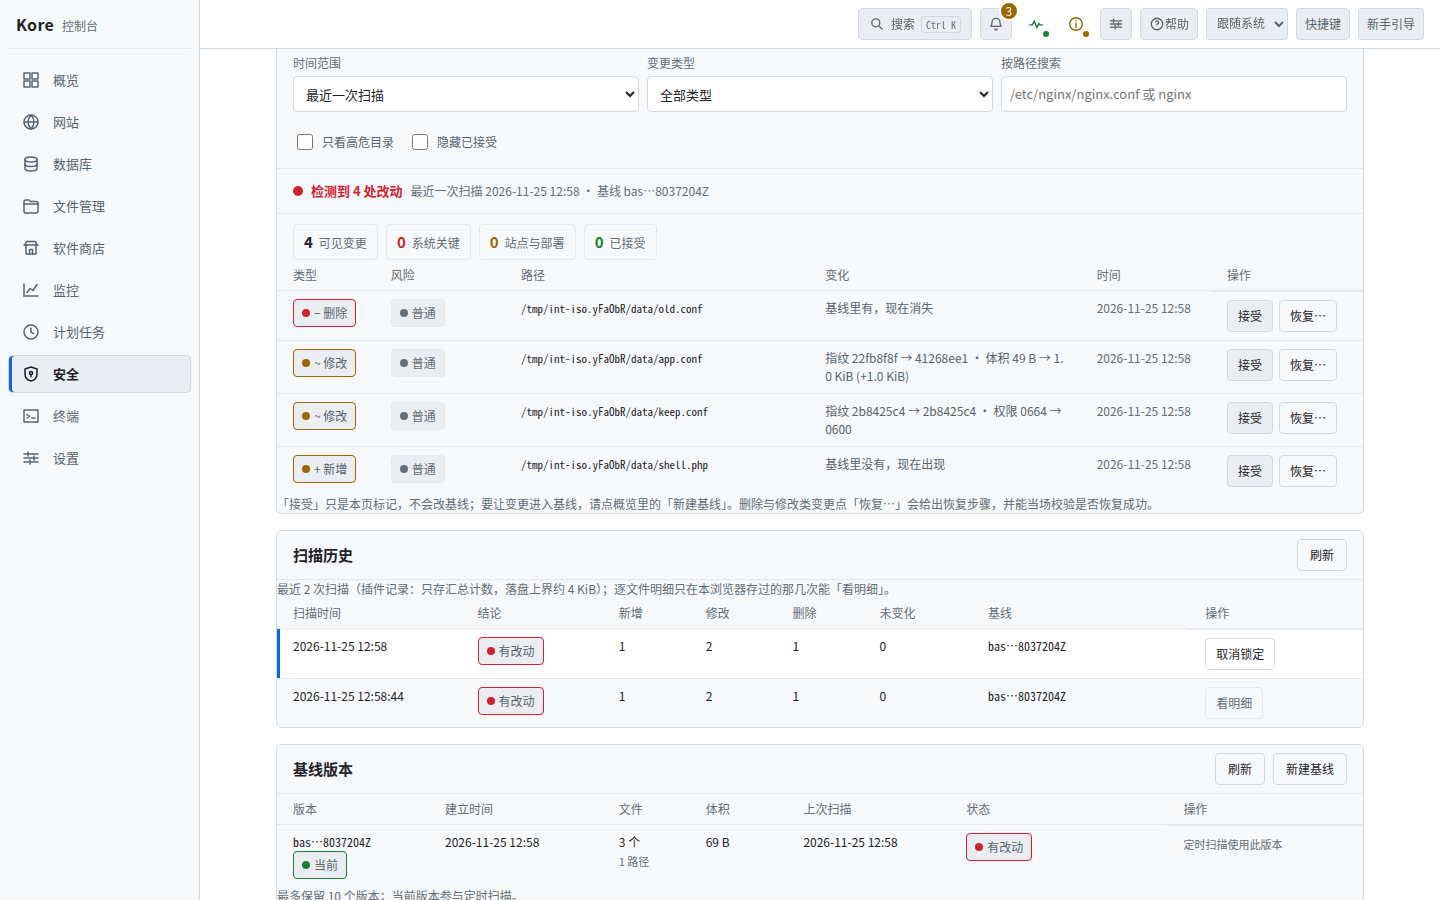 Kore 控制台
搜索 Ctrl K
3
帮助
跟随系统
快捷键
新手引导
概览
网站
数据库
文件管理
软件商店
监控
计划任务
安全
终端
设置
时间范围 变更类型 按路径搜索
最近一次扫描 全部类型 /etc/nginx/nginx.conf 或 nginx
只看高危目录 隐藏已接受
检测到 4 处改动 最近一次扫描 2026-11-25 12:58 · 基线 bas…8037204Z
4 可见变更 0 系统关键 0 站点与部署 0 已接受
类型 风险 路径 变化 时间 操作
− 删除 普通 /tmp/int-iso.yFaObR/data/old.conf 基线里有，现在消失 2026-11-25 12:58 接受 恢复…
~ 修改 普通 /tmp/int-iso.yFaObR/data/app.conf 指纹 22fb8f8f → 41268ee1 · 体积 49 B → 1.
0 KiB (+1.0 KiB) 2026-11-25 12:58 接受 恢复…
~ 修改 普通 /tmp/int-iso.yFaObR/data/keep.conf 指纹 2b8425c4 → 2b8425c4 · 权限 0664 →
0600 2026-11-25 12:58 接受 恢复…
+ 新增 普通 /tmp/int-iso.yFaObR/data/shell.php 基线里没有，现在出现 2026-11-25 12:58 接受 恢复…
「接受」只是本页标记，不会改基线；要让变更进入基线，请点概览里的「新建基线」。删除与修改类变更点「恢复…」会给出恢复步骤，并能当场校验是否恢复成功。
扫描历史 刷新
最近 2 次扫描（插件记录：只存汇总计数，落盘上界约 4 KiB）；逐文件明细只在本浏览器存过的那几次能「看明细」。
扫描时间 结论 新增 修改 删除 未变化 基线 操作
2026-11-25 12:58 有改动 1 2 1 0 bas…8037204Z 取消锁定
2026-11-25 12:58:44 有改动 1 2 1 0 bas…8037204Z 看明细
基线版本 刷新 新建基线
版本 建立时间 文件 体积 上次扫描 状态 操作
bas…8037204Z 2026-11-25 12:58 3 个 69 B 2026-11-25 12:58 有改动 定时扫描使用此版本
当前 1 路径
最多保留 10 个版本；当前版本参与定时扫描。